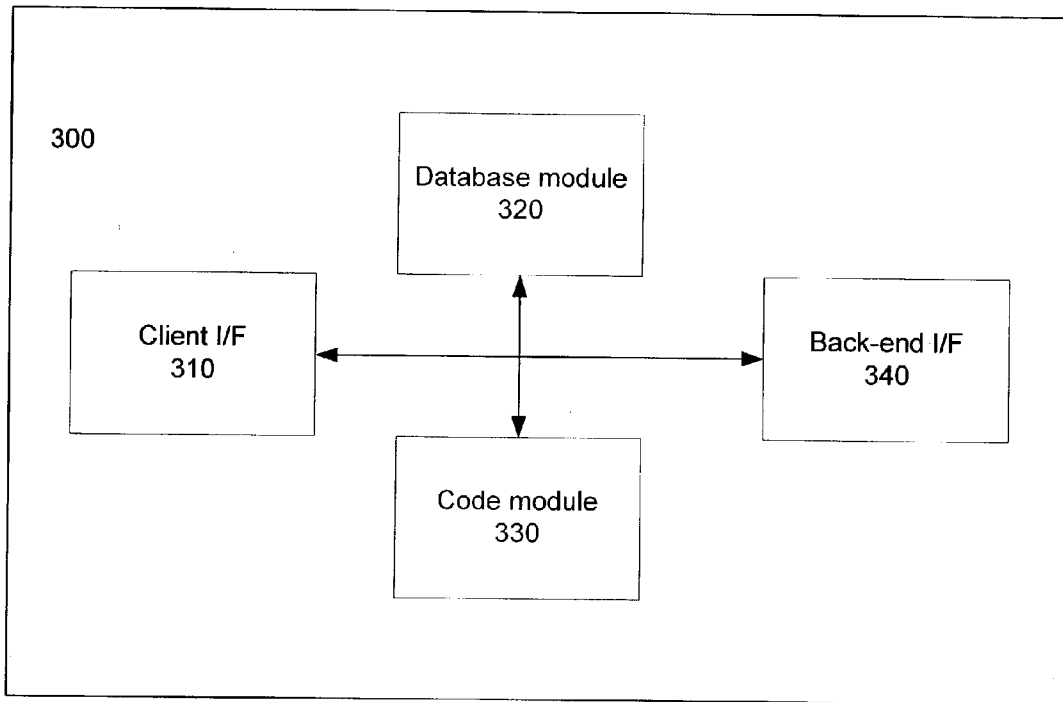 300
Database module
320
Client I/F
310
Back-end I/F
340
Code module
330